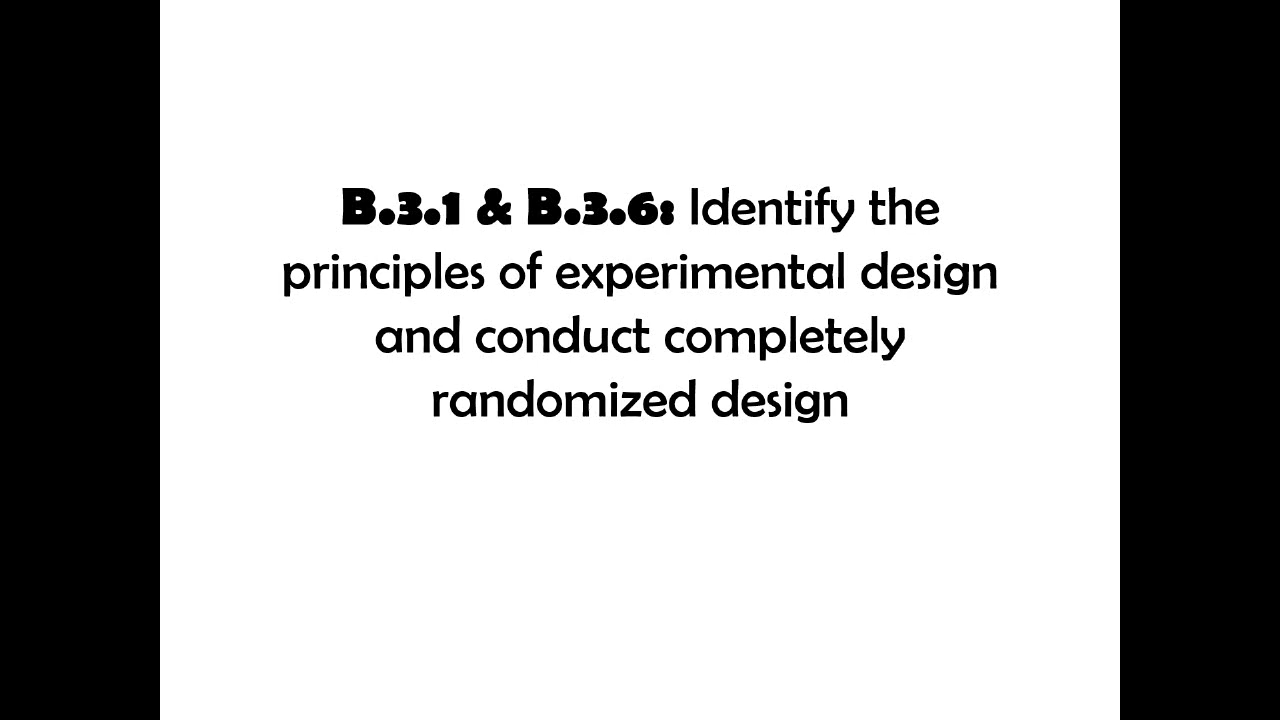 B.3.1 & B.3.6: Identify the
principles of experimental design
and conduct completely
randomized design